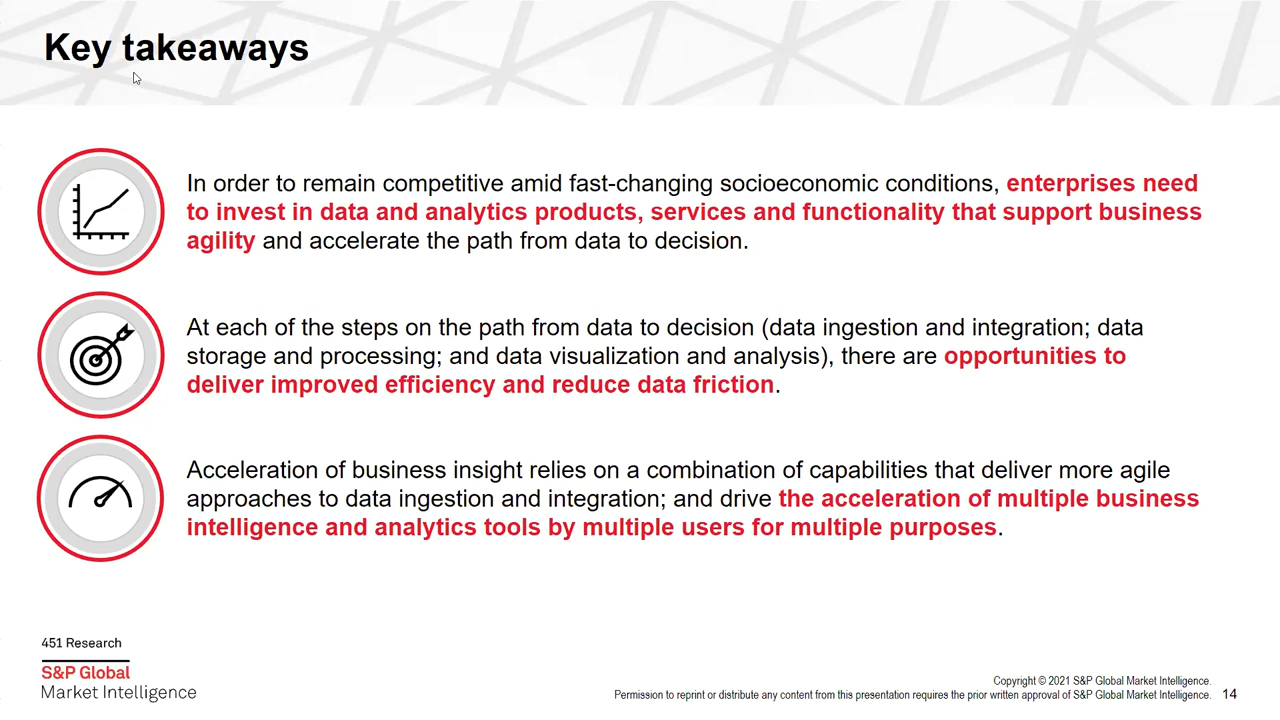 Key takeaways
In order to remain competitive amid fast-changing socioeconomic conditions, enterprises need
to invest in data and analytics products, services and functionality that support business
agility and accelerate the path from data to decision.
At each of the steps on the path from data to decision (data ingestion and integration; data
storage and processing; and data visualization and analysis), there are opportunities to
deliver improved efficiency and reduce data friction.
Acceleration of business insight relies on a combination of capabilities that deliver more agile
approaches to data ingestion and integration; and drive the acceleration of multiple business
intelligence and analytics tools by multiple users for multiple purposes.
451 Research
S&P Global
Market Intelligence
Copyright © 2021 S&P Global Market Intelligence.
Permission to reprint or distribute any content from this presentation requires the prior written approval of S&P Global Market Intelligence.
14